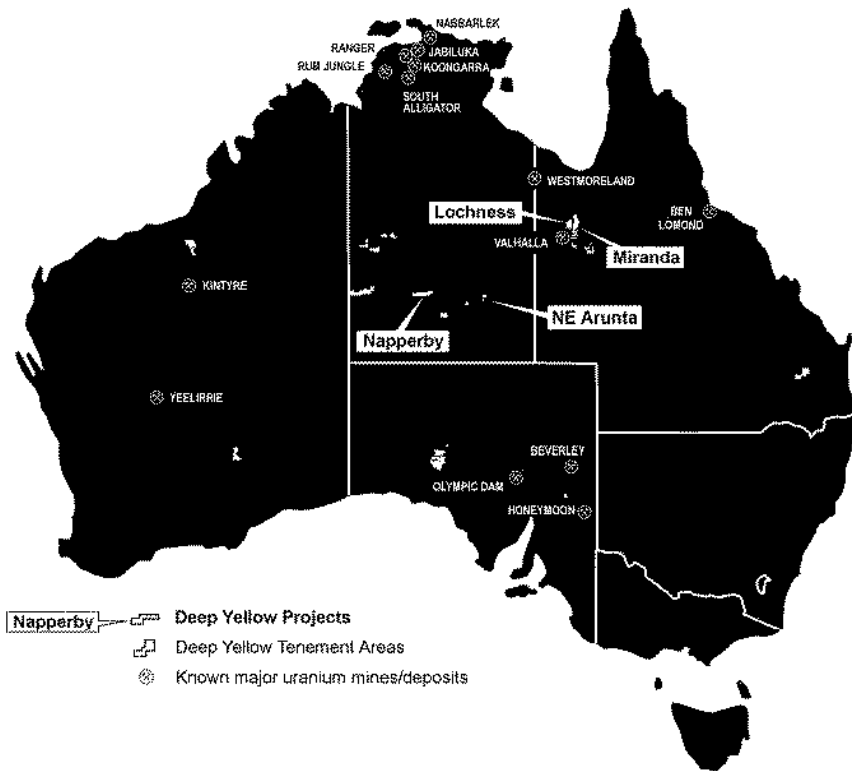 NABBARLEK
RANGER
JABILUKA
RUM JUNGLE
KOONGARRA
SOUTH
ALLIGATOR
WESTMORELAND
Lochness
BEN
LOMOND
VALHALLA
Miranda
KINTYRE
NE Arunta
Napperby
YEELIRRIE
BEVERLEY
OLYMPIC DAM
HONEYMOON
Napperby
Deep Yellow Projects
Deep Yellow Tenement Areas
Known major uranium mines/deposits